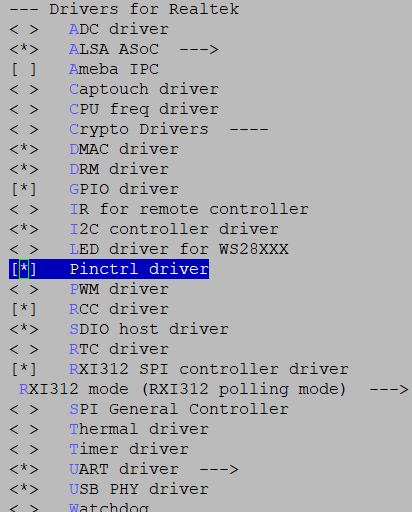 --- Drivers for Realtek
< >   ADC driver
<*>   ALSA ASoC  --->
[ ]   Ameba IPC
< >   Captouch driver
< >   CPU freq driver
< >   Crypto Drivers  ----
<*>   DMAC driver
<*>   DRM driver
[*]   GPIO driver
< >   IR for remote controller
<*>   I2C controller driver
< >   LED driver for WS28XXX
[*]   Pinctrl driver
< >   PWM driver
[*]   RCC driver
<*>   SDIO host driver
< >   RTC driver
[*]   RXI312 SPI controller driver
 RXI312 mode (RXI312 polling mode)  --->
< >   SPI General Controller
< >   Thermal driver
< >   Timer driver
<*>   UART driver  --->
<*>   USB PHY driver
< >   Watchdog